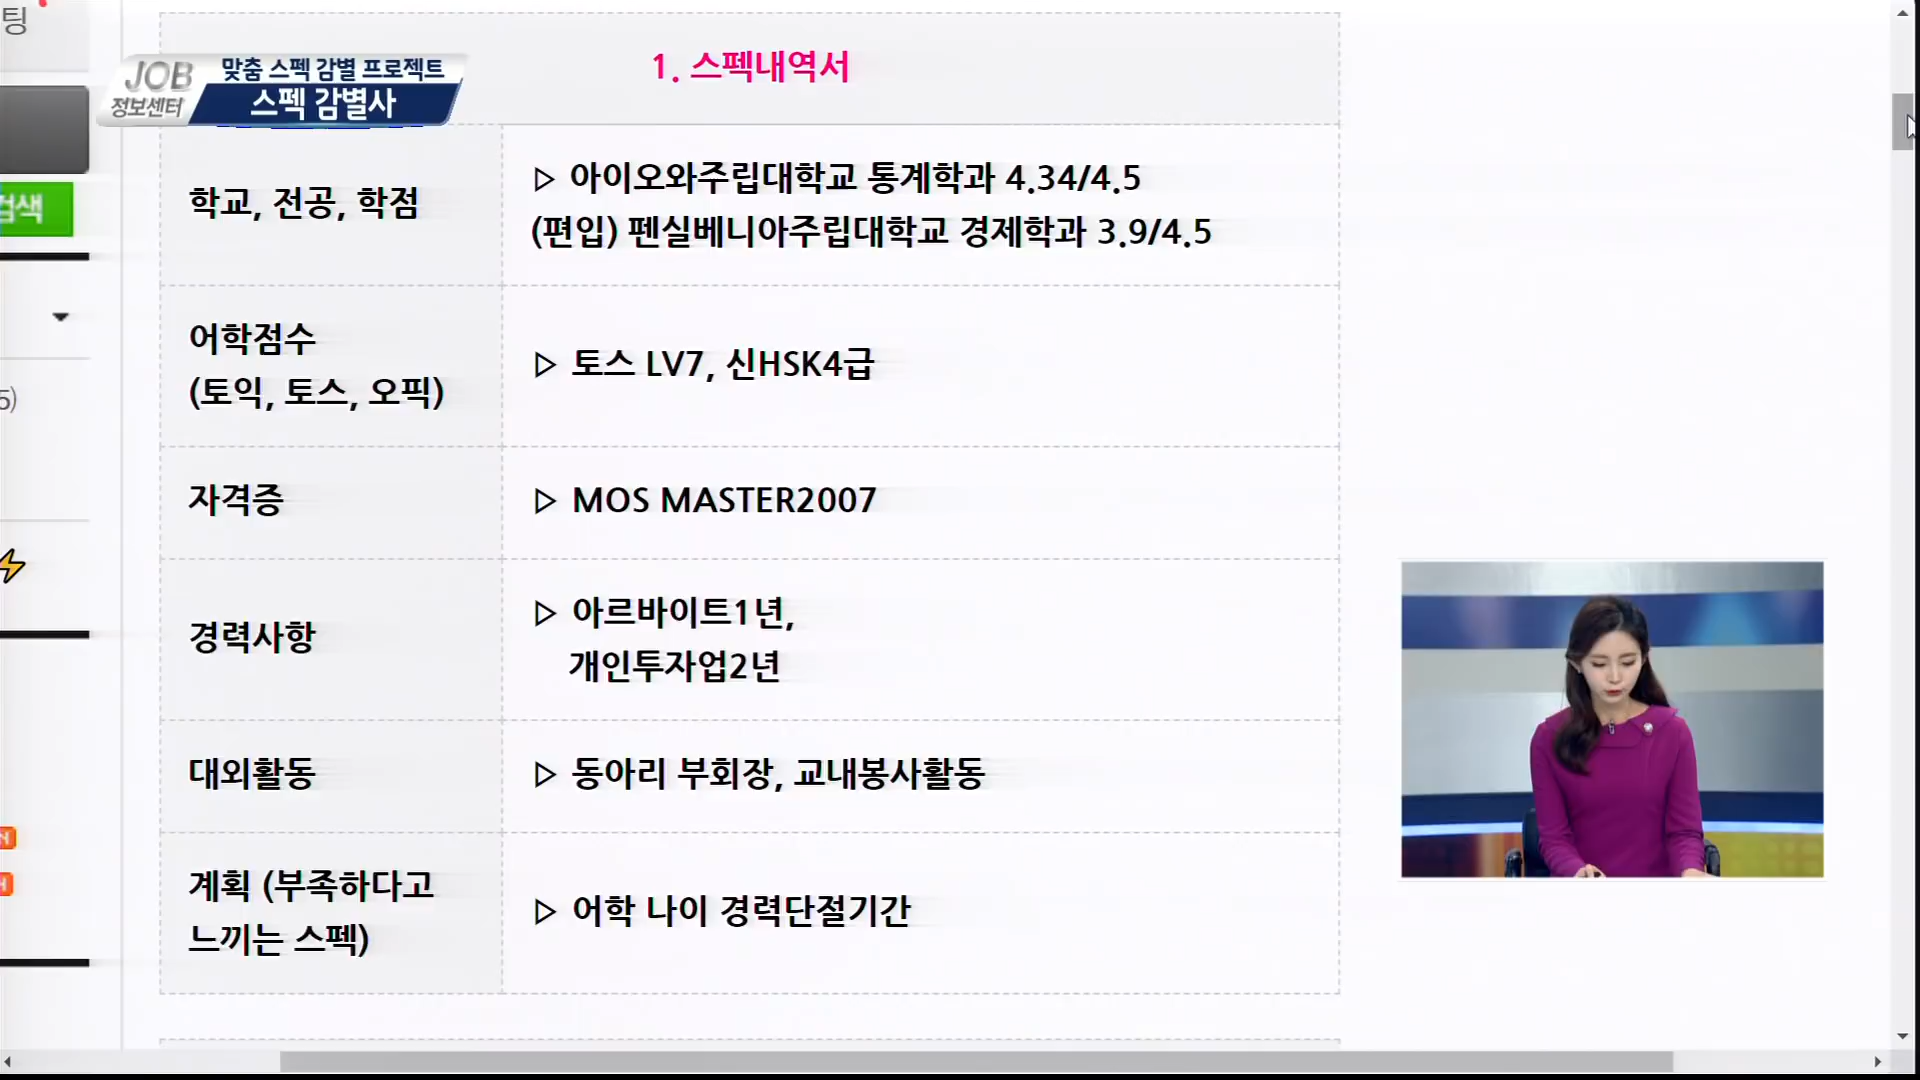 팅
JOB
정보센터
맞춤 스펙 감별 프로젝트
스펙 감별사
1. 스펙내역서
검색
5)
학교, 전공, 학점
▷ 아이오와주립대학교 통계학과 4.34/4.5
(편입) 펜실베니아주립대학교 경제학과 3.9/4.5
어학점수
(토익, 토스, 오픽)
▷ 토스 LV7, 신HSK4급
자격증
▷ MOS MASTER2007
경력사항
▷ 아르바이트1년,
개인투자업2년
대외활동
▷ 동아리 부회장, 교내봉사활동
계획 (부족하다고
느끼는 스펙)
▷ 어학 나이 경력단절기간